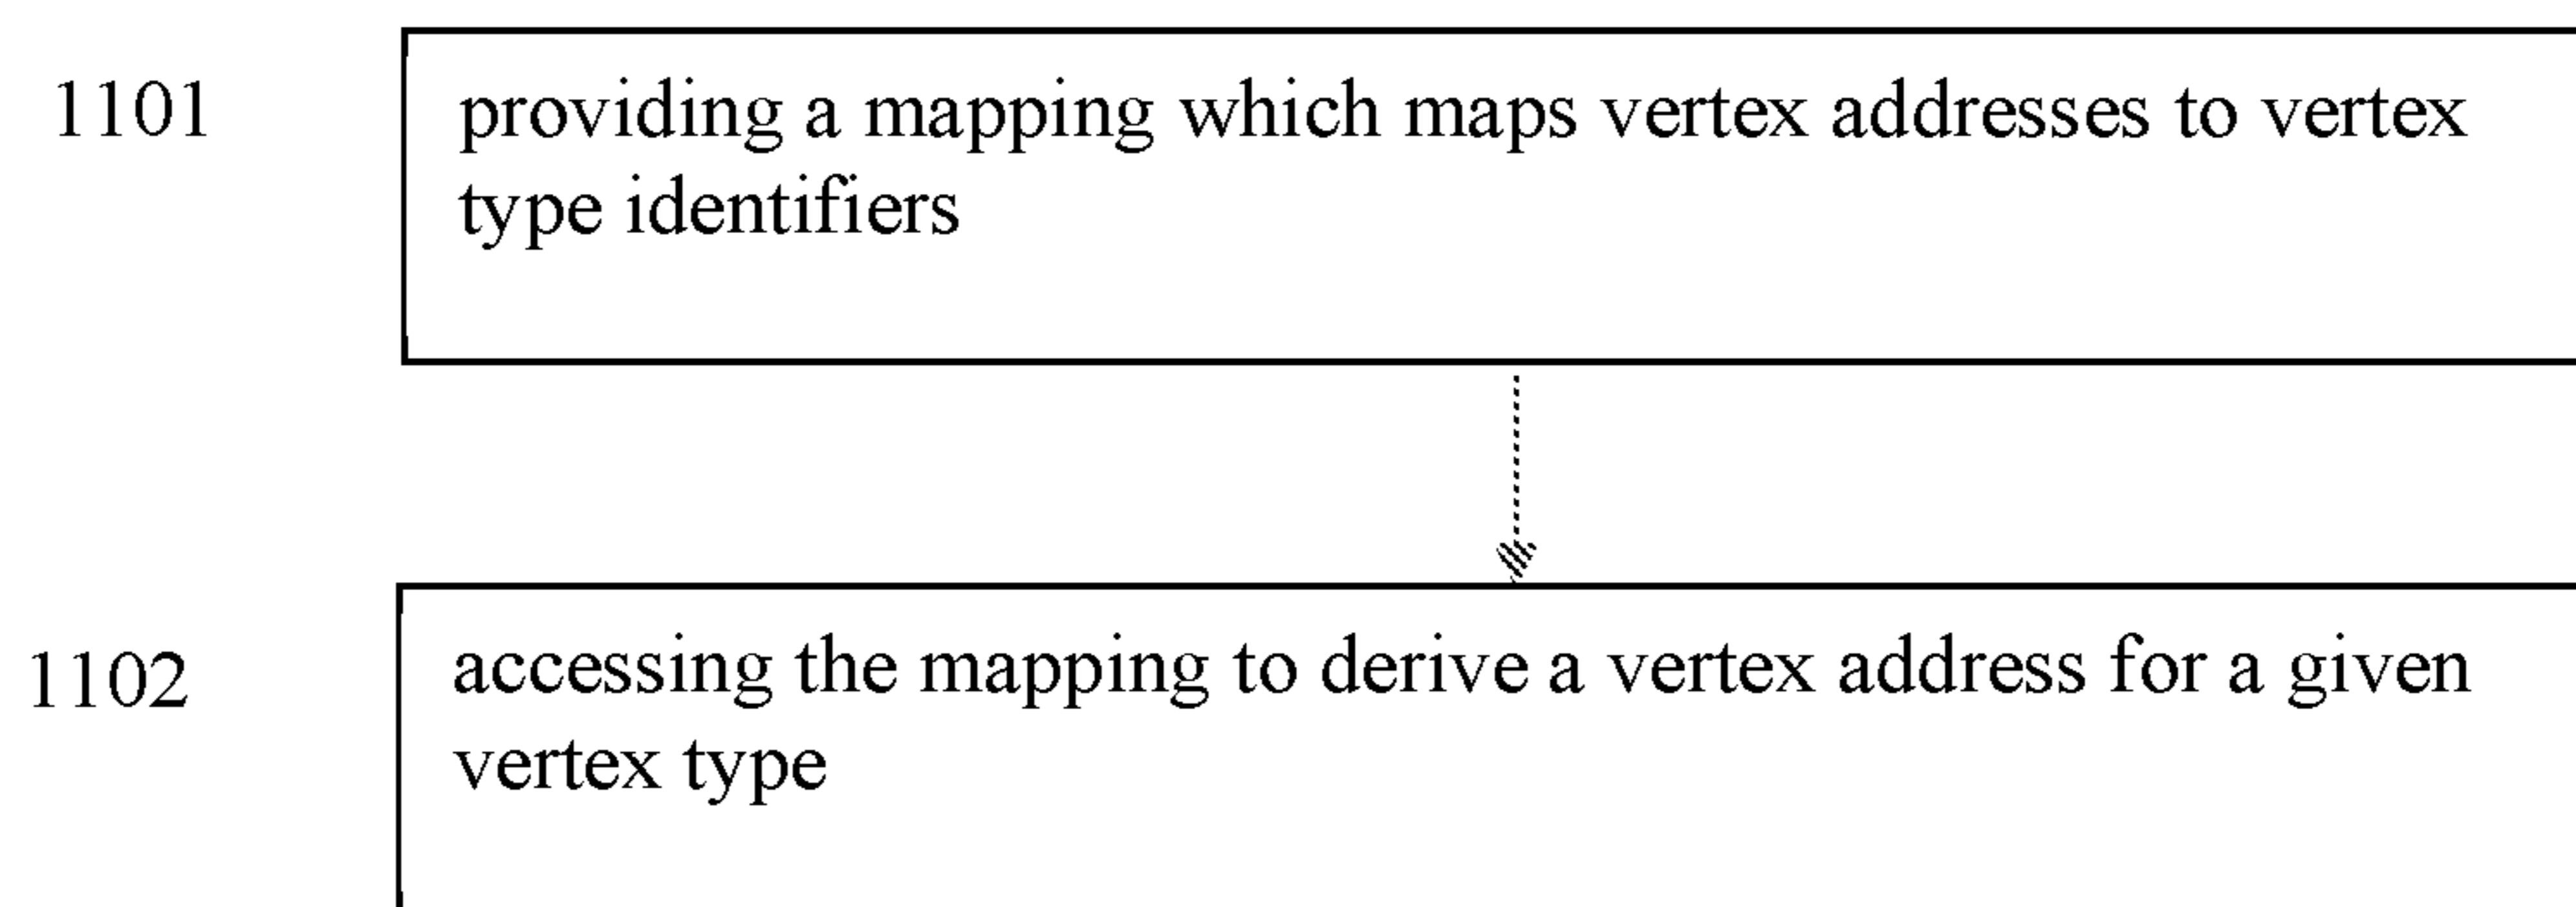 1101
providing a mapping which maps vertex addresses to vertex
type identifiers
1102
accessing the mapping to derive a vertex address for a given
vertex type